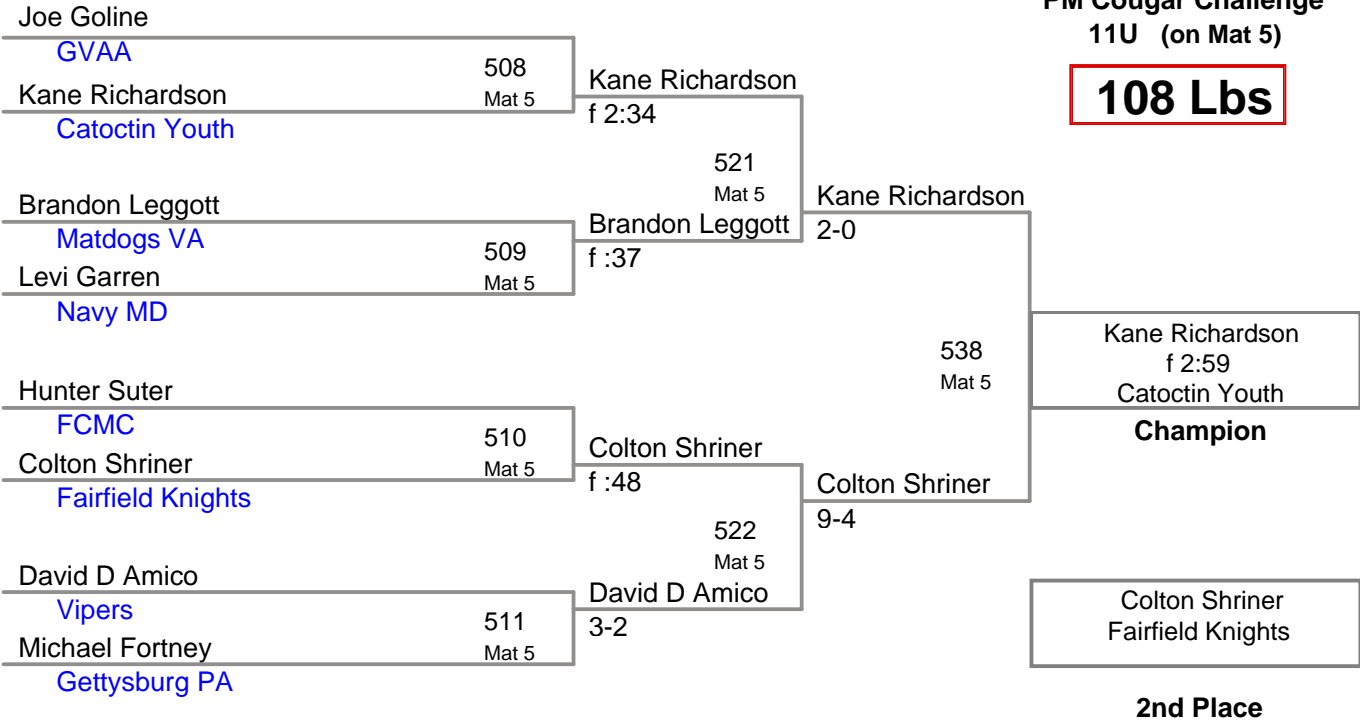 PM Cougar Challenge
11U (on Mat 5)
108 Lbs
Joe Goline
GVAA
508
Mat 5
Kane Richardson
Catoctin Youth
Kane Richardson
f 2:34
521
Mat 5
Brandon Leggott
Matdogs VA
509
Mat 5
Levi Garren
Navy MD
Brandon Leggott
f :37
Kane Richardson
2-0
538
Mat 5
Kane Richardson
f 2:59
Catoctin Youth
Champion
Hunter Suter
FCMC
510
Mat 5
Colton Shriner
Fairfield Knights
Colton Shriner
f :48
522
Mat 5
Colton Shriner
9-4
David D Amico
Vipers
511
Mat 5
Michael Fortney
Gettysburg PA
David D Amico
3-2
Colton Shriner
Fairfield Knights
2nd Place